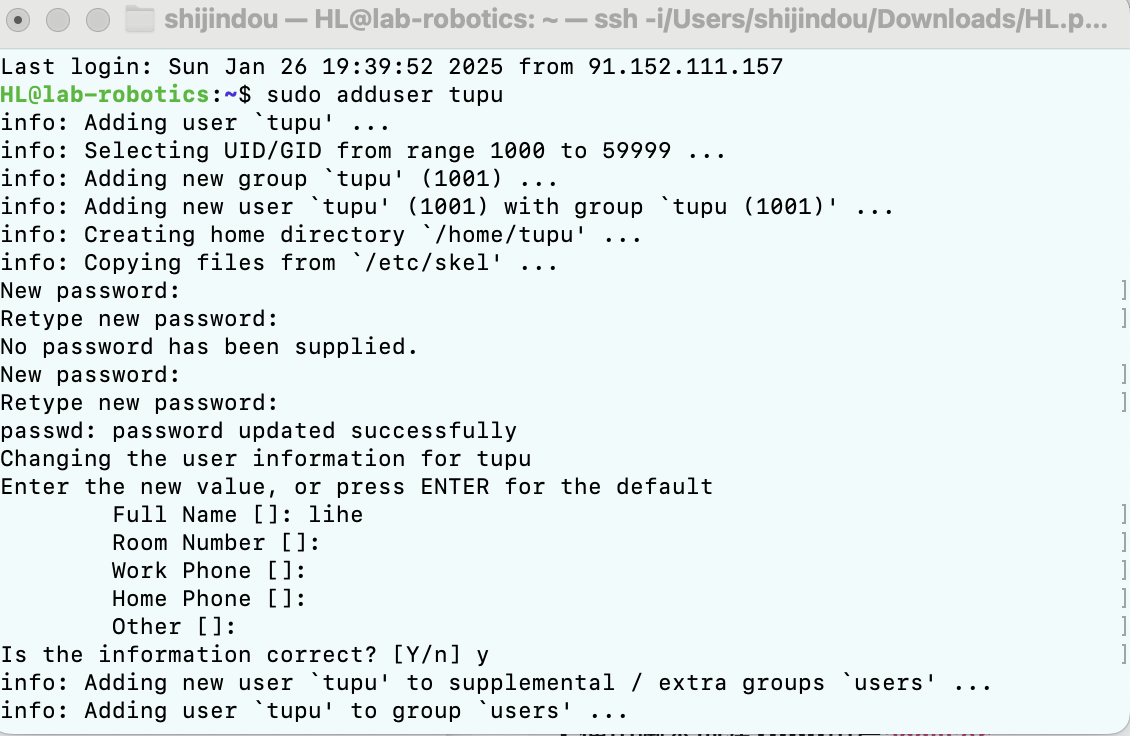 shijindou — HL@lab-robotics: ~ — ssh -i/Users/shijindou/Downloads/HL.p...
Last login: Sun Jan 26 19:39:52 2025 from 91.152.111.157
HL@lab-robotics:~$ sudo adduser tupu
info: Adding user `tupu' ...
info: Selecting UID/GID from range 1000 to 59999 ...
info: Adding new group `tupu' (1001) ...
info: Adding new user `tupu' (1001) with group `tupu (1001)' ...
info: Creating home directory `/home/tupu' ...
info: Copying files from `/etc/skel' ...
New password:
Retype new password:
No password has been supplied.
New password:
Retype new password:
passwd: password updated successfully
Changing the user information for tupu
Enter the new value, or press ENTER for the default
Full Name []: lihe
Room Number []:
Work Phone []:
Home Phone []:
Other []:
Is the information correct? [Y/n] y
info: Adding new user `tupu' to supplemental / extra groups `users' ...
info: Adding user `tupu' to group `users' ...